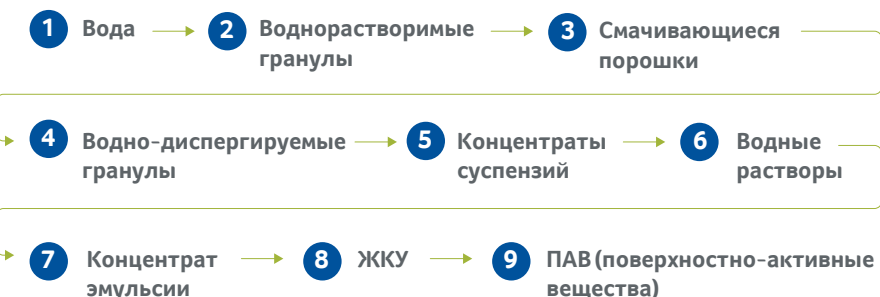 1 Вода 2 Воднорастворимые гранулы 3 Смачивающиеся порошки
4 Водно-диспергируемые гранулы 5 Концентраты суспензий 6 Водные растворы
7 Концентрат эмульсии 8 ЖКУ 9 ПАВ (поверхностно-активные вещества)